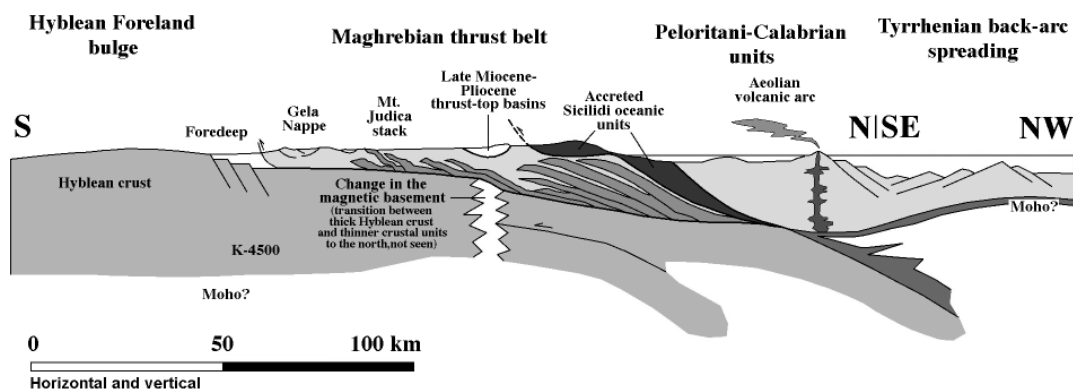 Hyblean Foreland
bulge
Maghrebian thrust belt
Peloritani-Calabrian
units
Tyrrhenian back-arc
spreading
Late Miocene-
Pliocene
thrust-top basins
Aeolian
volcanic arc
Accreted
Sicilidi oceanic
units
Mt.
Judica
stack
Gela
Nappe
Foredeep
S
N|SE
NW
Hyblean crust
Change in the
magnetic basement
(transition between
thick Hyblean crust
and thinner crustal units
to the north,not seen)
Moho?
K-4500
Moho?
0 50 100 km
Horizontal and vertical